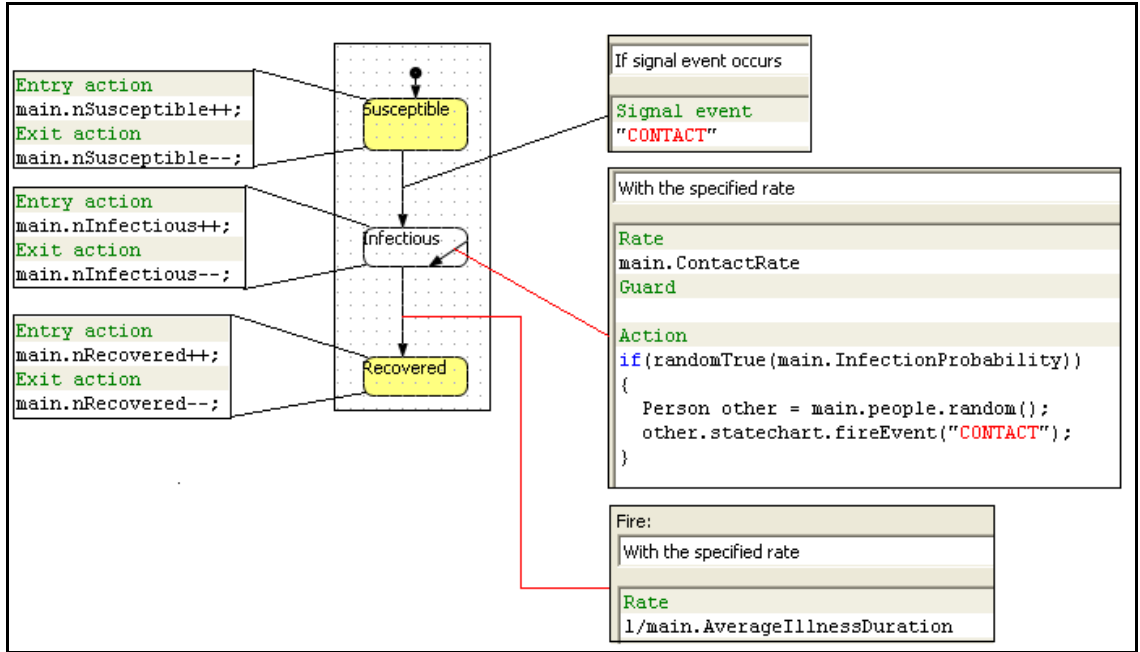 Entry action
main.nSusceptible++;
Exit action
main.nSusceptible--;
Entry action
main.nInfectious++;
Exit action
main.nInfectious--;
Entry action
main.nRecovered++;
Exit action
main.nRecovered--;
Susceptible
Infectious
Recovered
If signal event occurs
Signal event
"CONTACT"
With the specified rate
Rate
main.ContactRate
Guard
Action
if(randomTrue(main.InfectionProbability))
{
Person other = main.people.random();
other.statechart.fireEvent("CONTACT");
}
Fire:
With the specified rate
Rate
1/main.AverageIllnessDuration